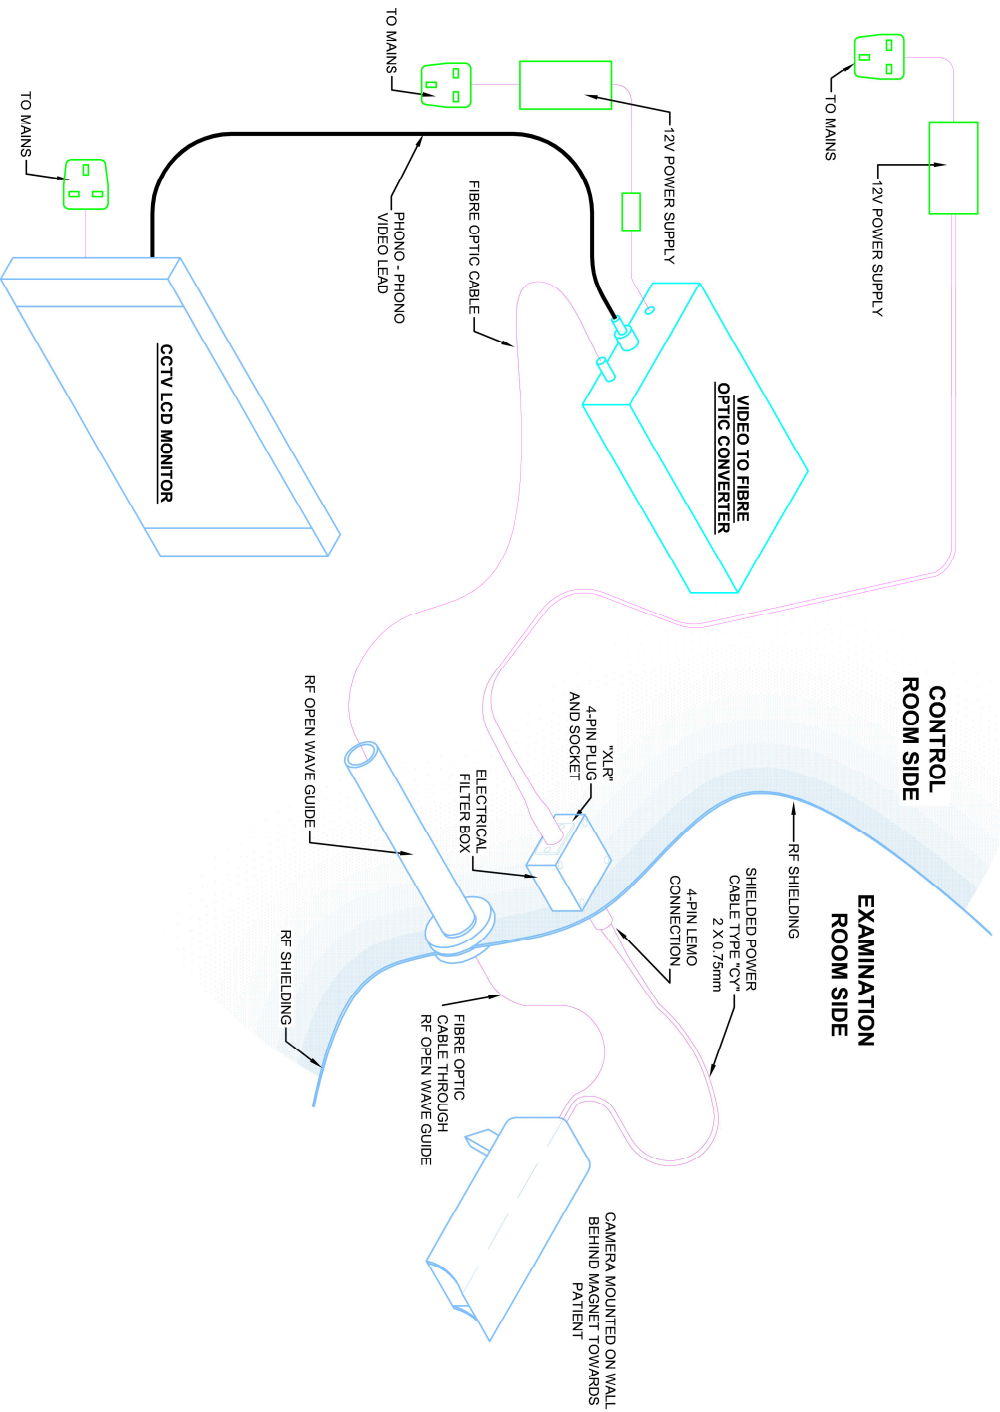 CONTROL
ROOM SIDE
EXAMINATION
ROOM SIDE
TO MAINS
12V POWER SUPPLY
RF SHIELDING
SHIELDED POWER
CABLE TYPE "CY"
2 X 0.75mm
4-PIN LEMO
CONNECTION
"XLR"
4-PIN PLUG
AND SOCKET
ELECTRICAL
FILTER BOX
VIDEO TO FIBRE
OPTIC CONVERTER
12V POWER SUPPLY
TO MAINS
FIBRE OPTIC CABLE
PHONO - PHONO
VIDEO LEAD
CAMERA MOUNTED ON WALL
BEHIND MAGNET TOWARDS
PATIENT
FIBRE OPTIC
CABLE THROUGH
RF OPEN WAVE GUIDE
RF OPEN WAVE GUIDE
RF SHIELDING
CCTV LCD MONITOR
TO MAINS